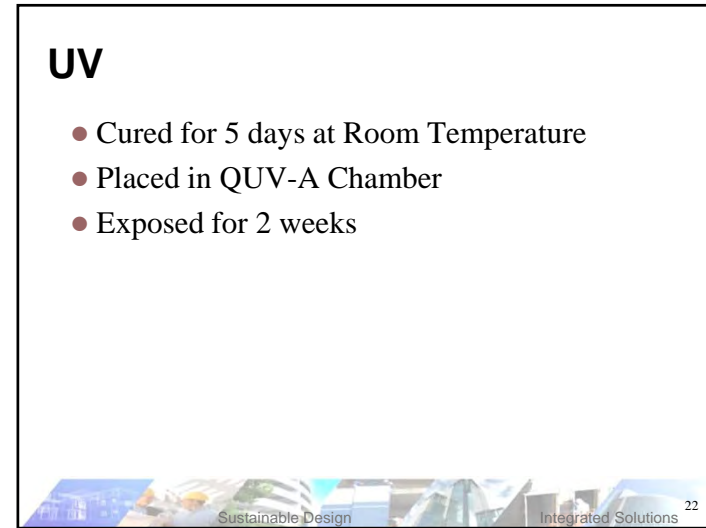 UV
Cured for 5 days at Room Temperature
Placed in QUV-A Chamber
Exposed for 2 weeks
Sustainable Design
Integrated Solutions
22